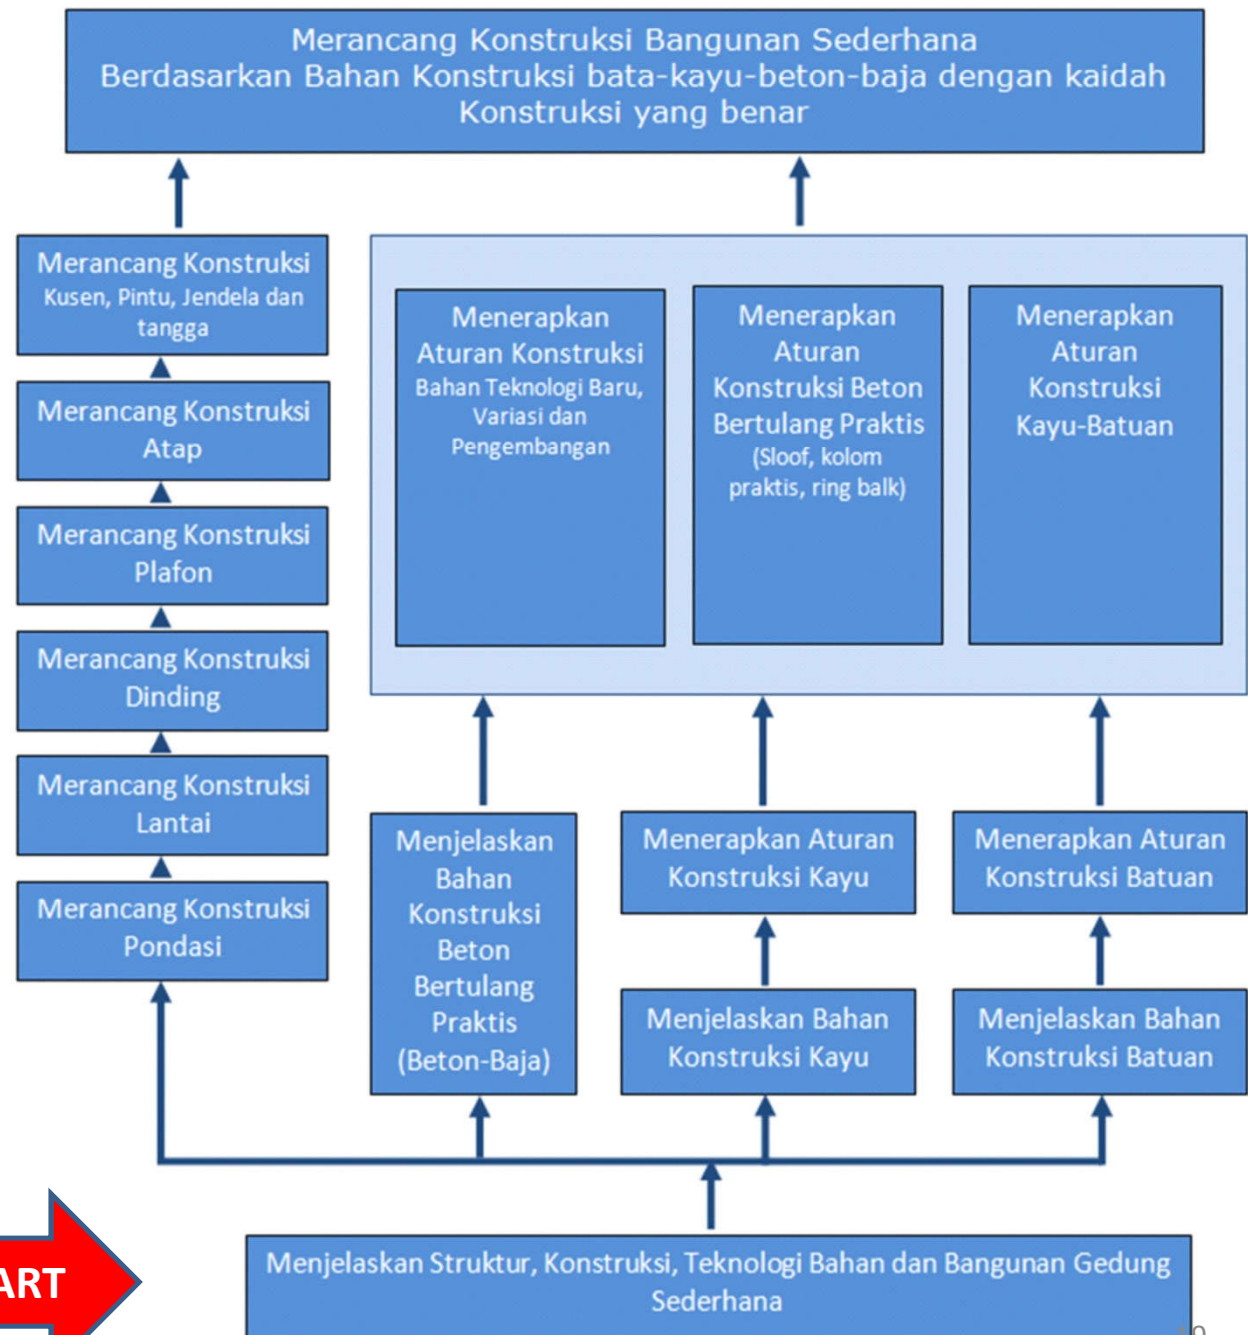 Merancang Konstruksi Bangunan Sederhana
Berdasarkan Bahan Konstruksi bata-kayu-beton-baja dengan kaidah
Konstruksi yang benar
Merancang Konstruksi
Kusen, Pintu, Jendela dan
tangga
Merancang Konstruksi
Atap
Merancang Konstruksi
Plafon
Merancang Konstruksi
Dinding
Merancang Konstruksi
Lantai
Merancang Konstruksi
Pondasi
Menerapkan
Aturan Konstruksi
Bahan Teknologi Baru,
Variasi dan
Pengembangan
Menerapkan
Aturan
Konstruksi Beton
Bertulang Praktis
(Sloof, kolom
praktis, ring balk)
Menerapkan
Aturan
Konstruksi
Kayu-Batuan
Menjelaskan
Bahan
Konstruksi
Beton
Bertulang
Praktis
(Beton-Baja)
Menerapkan Aturan
Konstruksi Kayu
Menjelaskan Bahan
Konstruksi Kayu
Menerapkan Aturan
Konstruksi Batuan
Menjelaskan Bahan
Konstruksi Batuan
ART
Menjelaskan Struktur, Konstruksi, Teknologi Bahan dan Bangunan Gedung
Sederhana